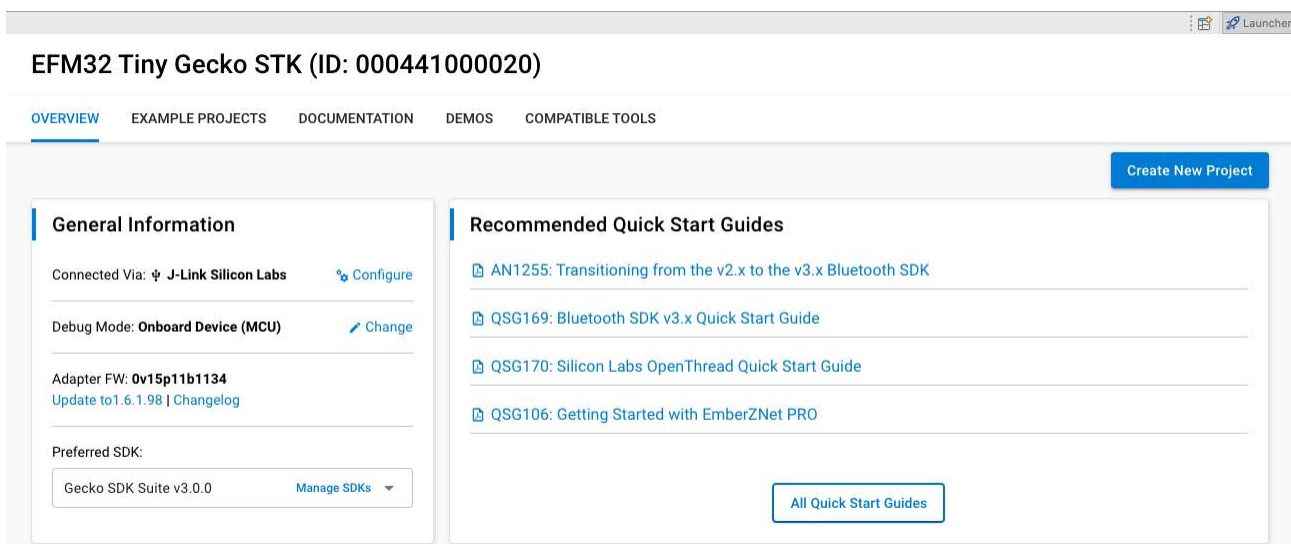 Launcher
EFM32 Tiny Gecko STK (ID: 000441000020)
OVERVIEW EXAMPLE PROJECTS DOCUMENTATION DEMOS COMPATIBLE TOOLS
Create New Project
General Information
Connected Via: J-Link Silicon Labs Configure
Debug Mode: Onboard Device (MCU) Change
Adapter FW: 0v15p11b1134
Update to1.6.1.98 | Changelog
Preferred SDK:
Gecko SDK Suite v3.0.0 Manage SDKs
Recommended Quick Start Guides
AN1255: Transitioning from the v2.x to the v3.x Bluetooth SDK
QSG169: Bluetooth SDK v3.x Quick Start Guide
QSG170: Silicon Labs OpenThread Quick Start Guide
QSG106: Getting Started with EmberZNet PRO
All Quick Start Guides